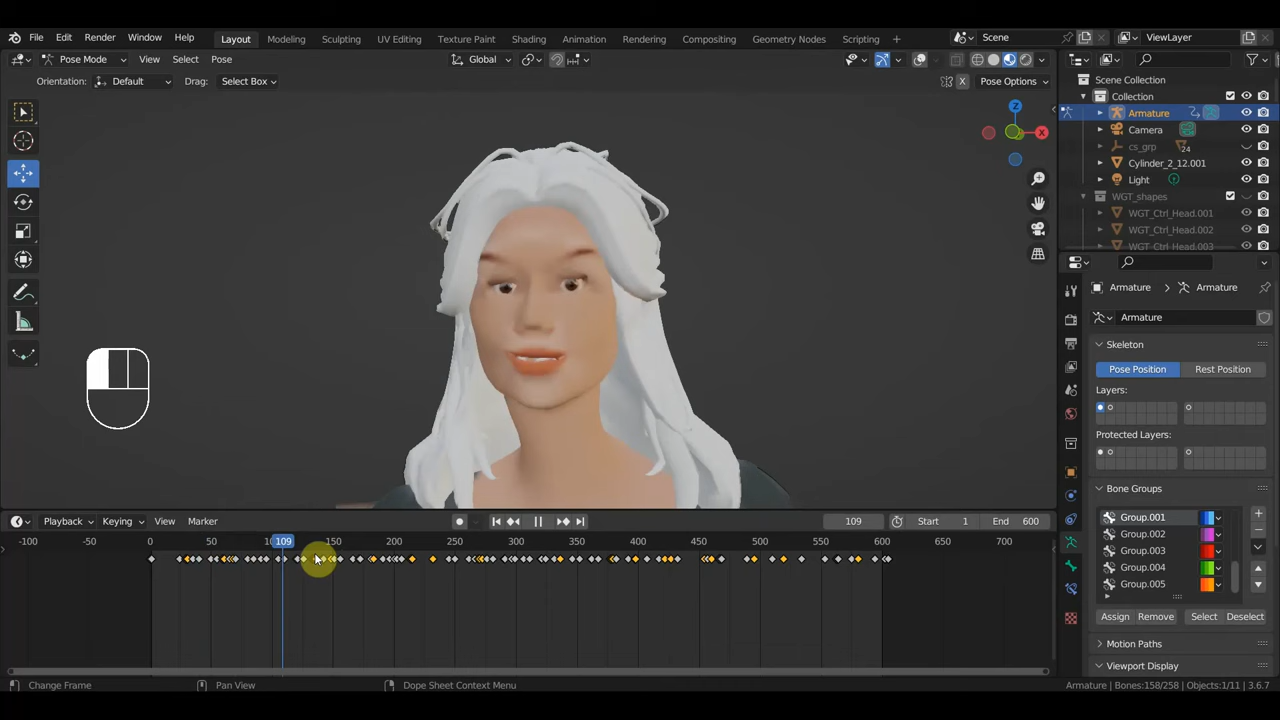 File Edit Render Window Help Layout Modeling Sculpting UV Editing Texture Paint Shading Animation Rendering Compositing Geometry Nodes Scripting + Scene ViewLayer
Pose Mode View Select Pose Global Pose Options
Orientation: Default Drag: Select Box X
Z
X
Scene Collection
Collection
Armature
Camera
cs_grp 24
Cylinder_2_12.001
Light
WGT_shapes
WGT_Ctrl_Head.001
WGT_Ctrl_Head.002
WGT_Ctrl_Head.003
Armature Armature
Armature
Skeleton
Pose Position Rest Position
Layers:
Protected Layers:
Bone Groups
Group.001
Group.002
Group.003
Group.004
Group.005
Assign Remove Select Deselect
Motion Paths
Viewport Display
Playback Keying View Marker 109 Start 1 End 600
-100 -50 0 50 109 150 200 250 300 350 400 450 500 550 600 650 700
Change Frame Pan View Dope Sheet Context Menu Armature | Bones:158/258 | Objects:1/11 | 3.6.7